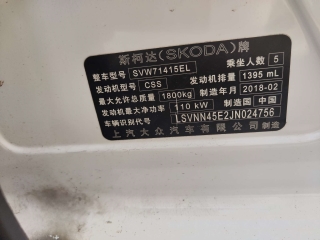 斯柯达(SKODA)牌
整车型号 SVW71415EL 乘坐人数 5
发动机型号 CSS 发动机排量 1395 mL
最大允许总质量 1800kg 制造年月 2018-02
发动机最大净功率 110 kW 制造国 中国
车辆识别代号 LSVNN45E2JN024756
上汽大众汽车有限公司制造